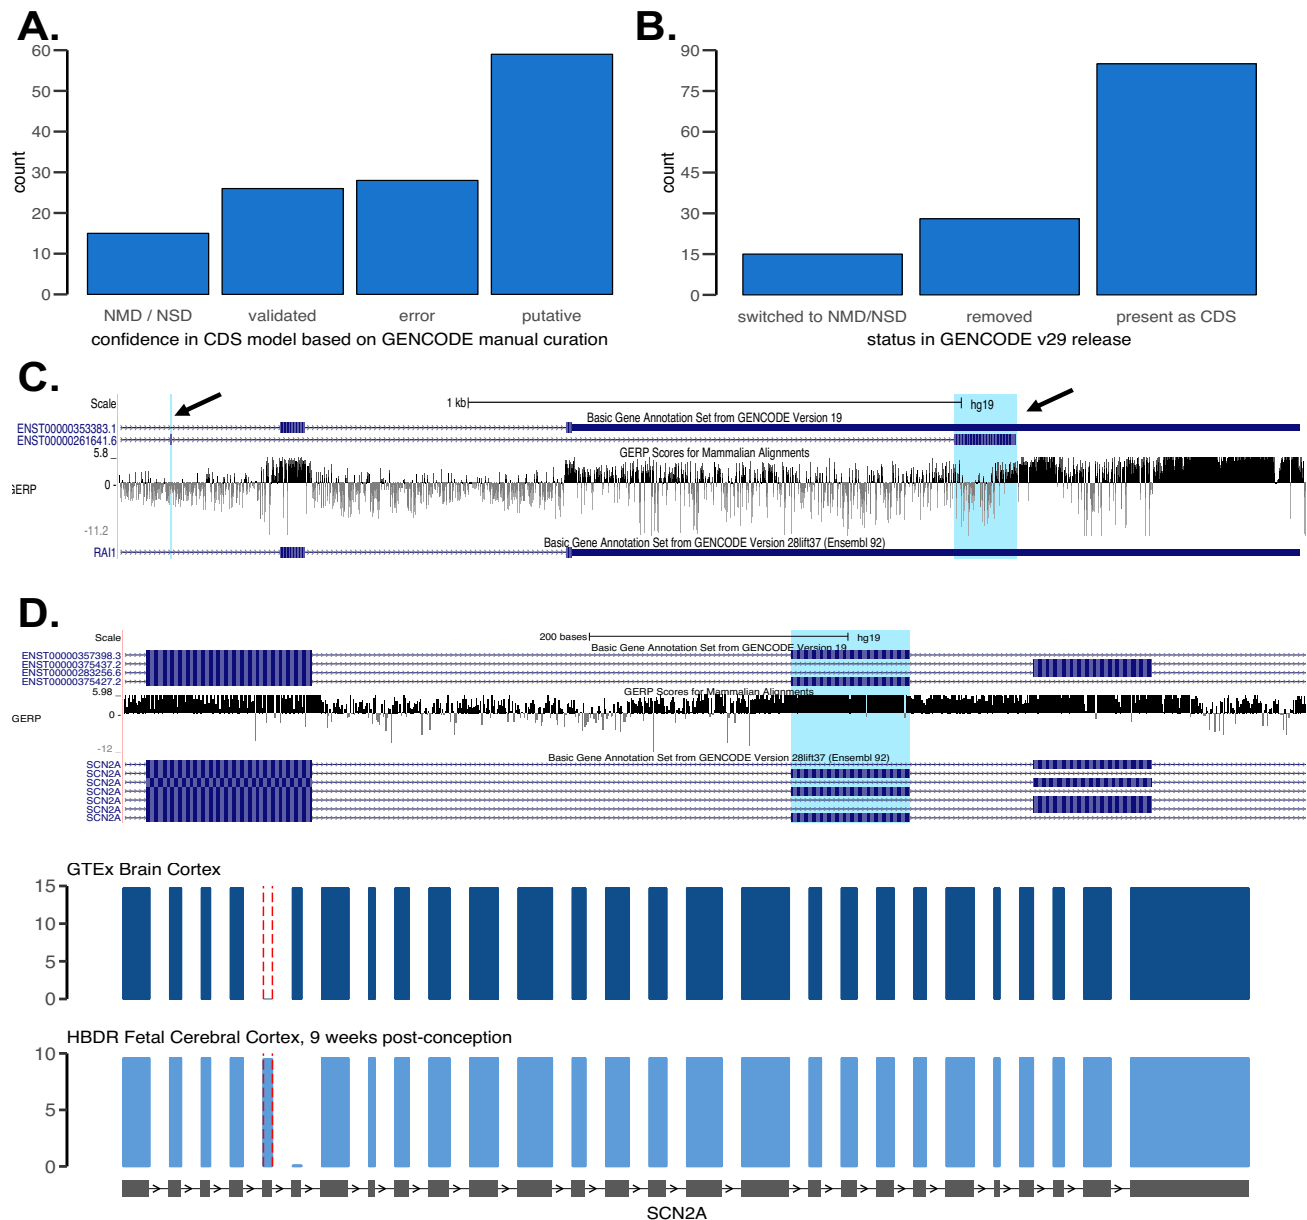 A.
60
50
40
30
20
10
0
count
NMD / NSD
validated
error
putative
confidence in CDS model based on GENCODE manual curation
B.
90
75
60
45
30
15
0
count
switched to NMD/NSD
removed
present as CDS
status in GENCODE v29 release
C.
Scale
1 kb
hg19
Basic Gene Annotation Set from GENCODE Version 19
ENST00000353383.1
ENST00000261641.6
5.8
GERP Scores for Mammalian Alignments
GERP
0
-11.2
Basic Gene Annotation Set from GENCODE Version 28lift37 (Ensembl 92)
RAI1
D.
Scale
200 bases
hg19
Basic Gene Annotation Set from GENCODE Version 19
ENST00000357398.3
ENST00000375437.2
ENST00000283256.6
ENST00000375427.2
5.98
GERP Scores for Mammalian Alignments
GERP
0
-12
Basic Gene Annotation Set from GENCODE Version 28lift37 (Ensembl 92)
SCN2A
SCN2A
SCN2A
SCN2A
SCN2A
SCN2A
SCN2A
GTEx Brain Cortex
15
10
5
0
HBDR Fetal Cerebral Cortex, 9 weeks post-conception
10
5
0
SCN2A